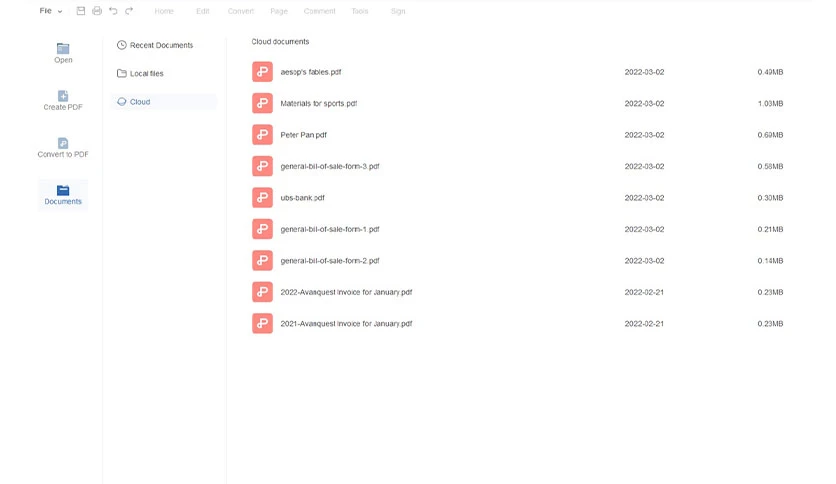 File
Home Edit Convert Page Comment Tools Sign
Open
Create PDF
Convert to PDF
Documents
Recent Documents
Local files
Cloud
Cloud documents
aesop's fables.pdf 2022-03-02 0.49MB
Materials for sports.pdf 2022-03-02 1.03MB
Peter Pan.pdf 2022-03-02 0.69MB
general-bill-of-sale-form-3.pdf 2022-03-02 0.58MB
ubs-bank.pdf 2022-03-02 0.30MB
general-bill-of-sale-form-1.pdf 2022-03-02 0.21MB
general-bill-of-sale-form-2.pdf 2022-03-02 0.14MB
2022-Avanquest Invoice for January.pdf 2022-02-21 0.23MB
2021-Avanquest Invoice for January.pdf 2022-02-21 0.23MB